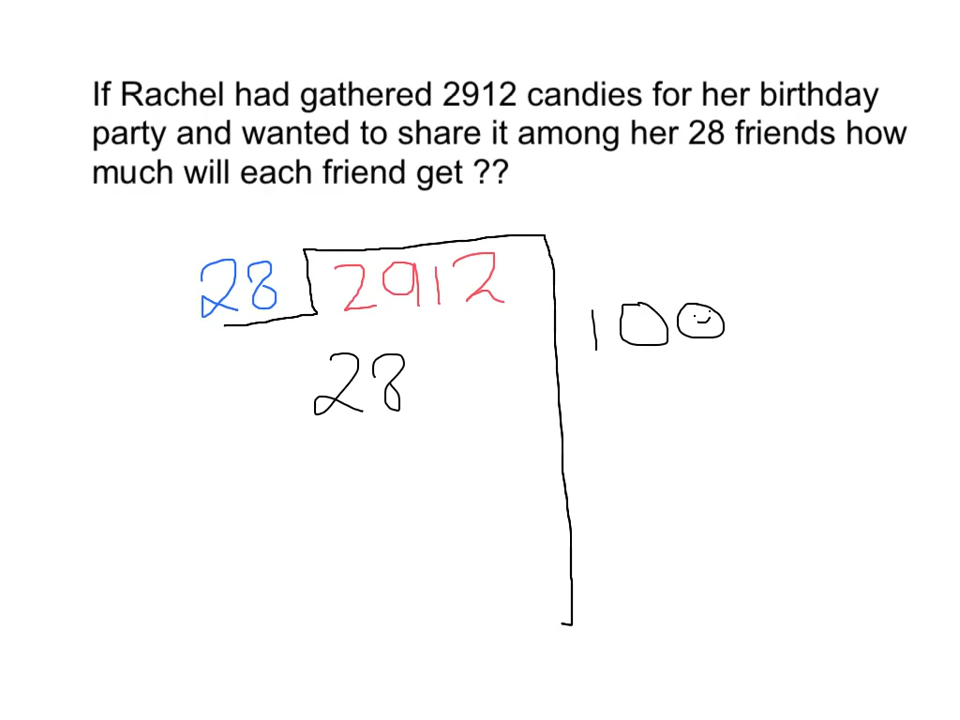 If Rachel had gathered 2912 candies for her birthday
party and wanted to share it among her 28 friends how
much will each friend get ??
28 2912
100
28